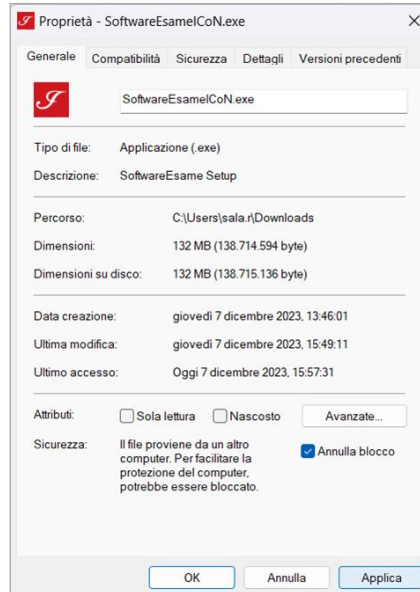 Proprietà - SoftwareEsameICoN.exe
Generale Compatibilità Sicurezza Dettagli Versioni precedenti
SoftwareEsameICoN.exe
Tipo di file: Applicazione (.exe)
Descrizione: SoftwareEsame Setup
Percorso: C:\Users\sala.r\Downloads
Dimensioni: 132 MB (138.714.594 byte)
Dimensioni su disco: 132 MB (138.715.136 byte)
Data creazione: giovedì 7 dicembre 2023, 13:46:01
Ultima modifica: giovedì 7 dicembre 2023, 15:49:11
Ultimo accesso: Oggi 7 dicembre 2023, 15:57:31
Attributi: Sola lettura Nascosto Avanzate...
Sicurezza: Il file proviene da un altro
computer. Per facilitare la
protezione del computer,
potrebbe essere bloccato.
Annulla blocco
OK Annulla Applica